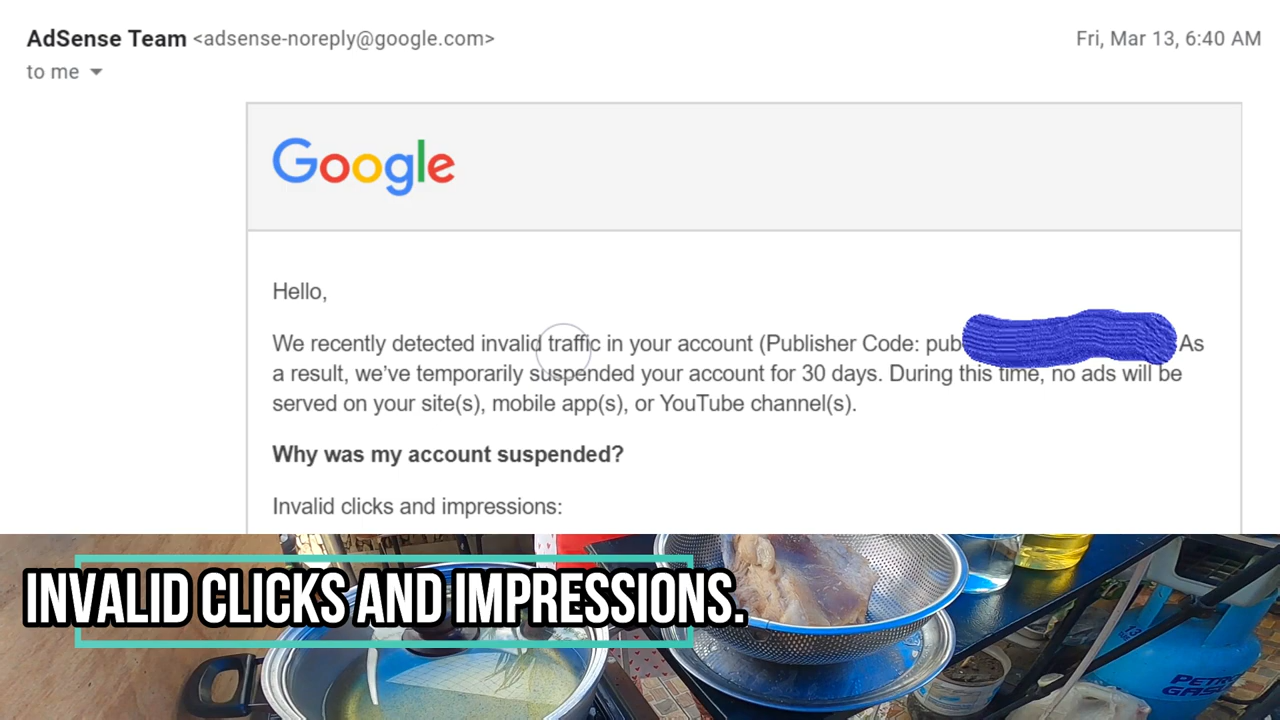 AdSense Team <adsense-noreply@google.com>
Fri, Mar 13, 6:40 AM
to me
Google
Hello,
We recently detected invalid traffic in your account (Publisher Code: pub As
a result, we've temporarily suspended your account for 30 days. During this time, no ads will be
served on your site(s), mobile app(s), or YouTube channel(s).
Why was my account suspended?
Invalid clicks and impressions:
INVALID CLICKS AND IMPRESSIONS.